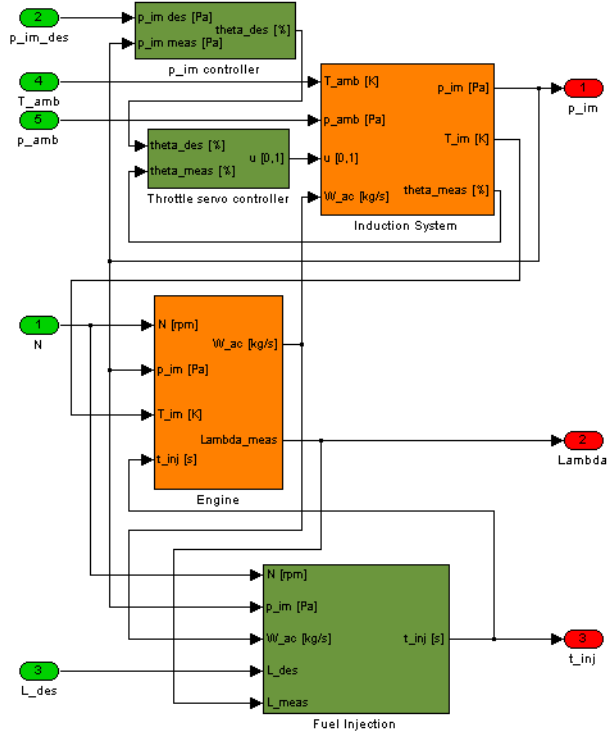 2
p_im_des
p_im des [Pa]
theta_des [%]
p_im meas [Pa]
p_im controller
4
T_amb
5
p_amb
T_amb [K]
p_im [Pa]
p_amb [Pa]
T_im [K]
u [0,1]
theta_meas [%]
W_ac [kg/s]
Induction System
1
p_im
theta_des [%]
u [0,1]
theta_meas [%]
Throttle servo controller
1
N
N [rpm]
W_ac [kg/s]
p_im [Pa]
T_im [K]
Lambda_meas
t_inj [s]
Engine
2
Lambda
N [rpm]
p_im [Pa]
W_ac [kg/s]
t_inj [s]
L_des
L_meas
Fuel Injection
3
t_inj
3
L_des